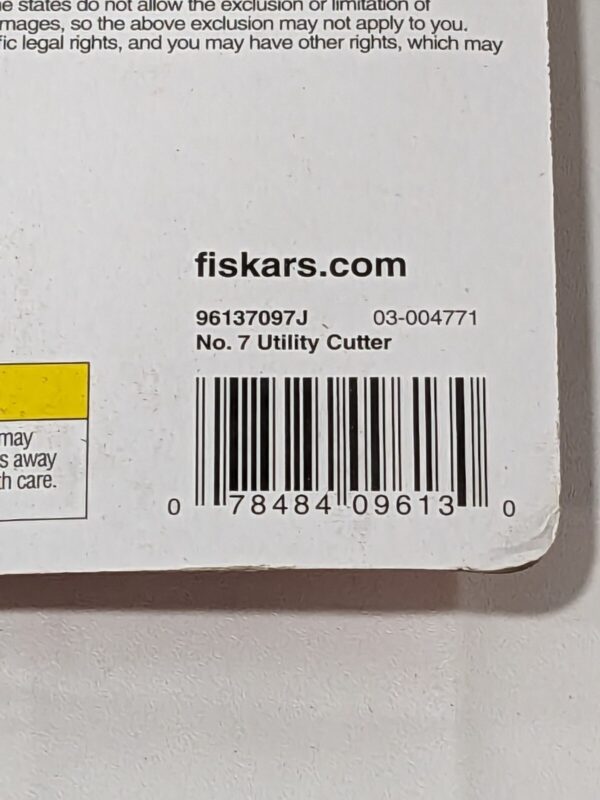 states do not allow the exclusion or limitation of
so the above exclusion may not apply to you.
legal rights, and you may have other rights, which may
fiskars.com
96137097J 03-004771
No. 7 Utility Cutter
may
away
care.
0 78484 09613 0